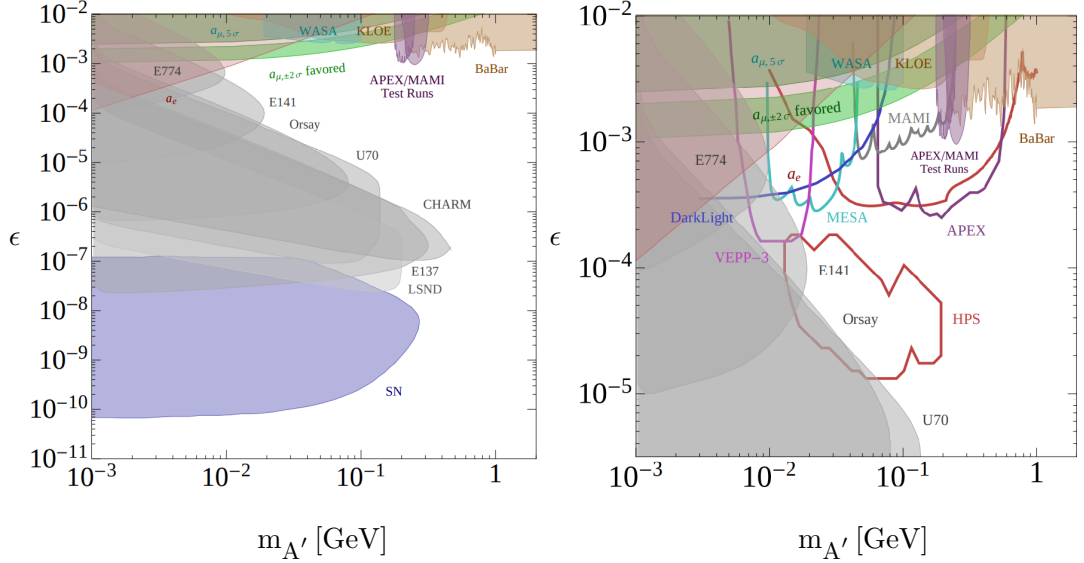 10⁻²
10⁻³
10⁻⁴
10⁻⁵
10⁻⁶
10⁻⁷
10⁻⁸
10⁻⁹
10⁻¹⁰
10⁻¹¹
ϵ
a_{μ,5σ}
WASA
KLOE
E774
a_{μ,±2σ} favored
BaBar
APEX/MAMI
Test Runs
a_e
E141
Orsay
U70
CHARM
E137
LSND
SN
10⁻³
10⁻²
10⁻¹
1
m_{A′} [GeV]
10⁻²
10⁻³
10⁻⁴
10⁻⁵
ϵ
a_{μ,5σ}
WASA
KLOE
a_{μ,±2σ} favored
MAMI
BaBar
E774
APEX/MAMI
Test Runs
a_e
DarkLight
MESA
APEX
VEPP−3
E141
Orsay
HPS
U70
10⁻³
10⁻²
10⁻¹
1
m_{A′} [GeV]